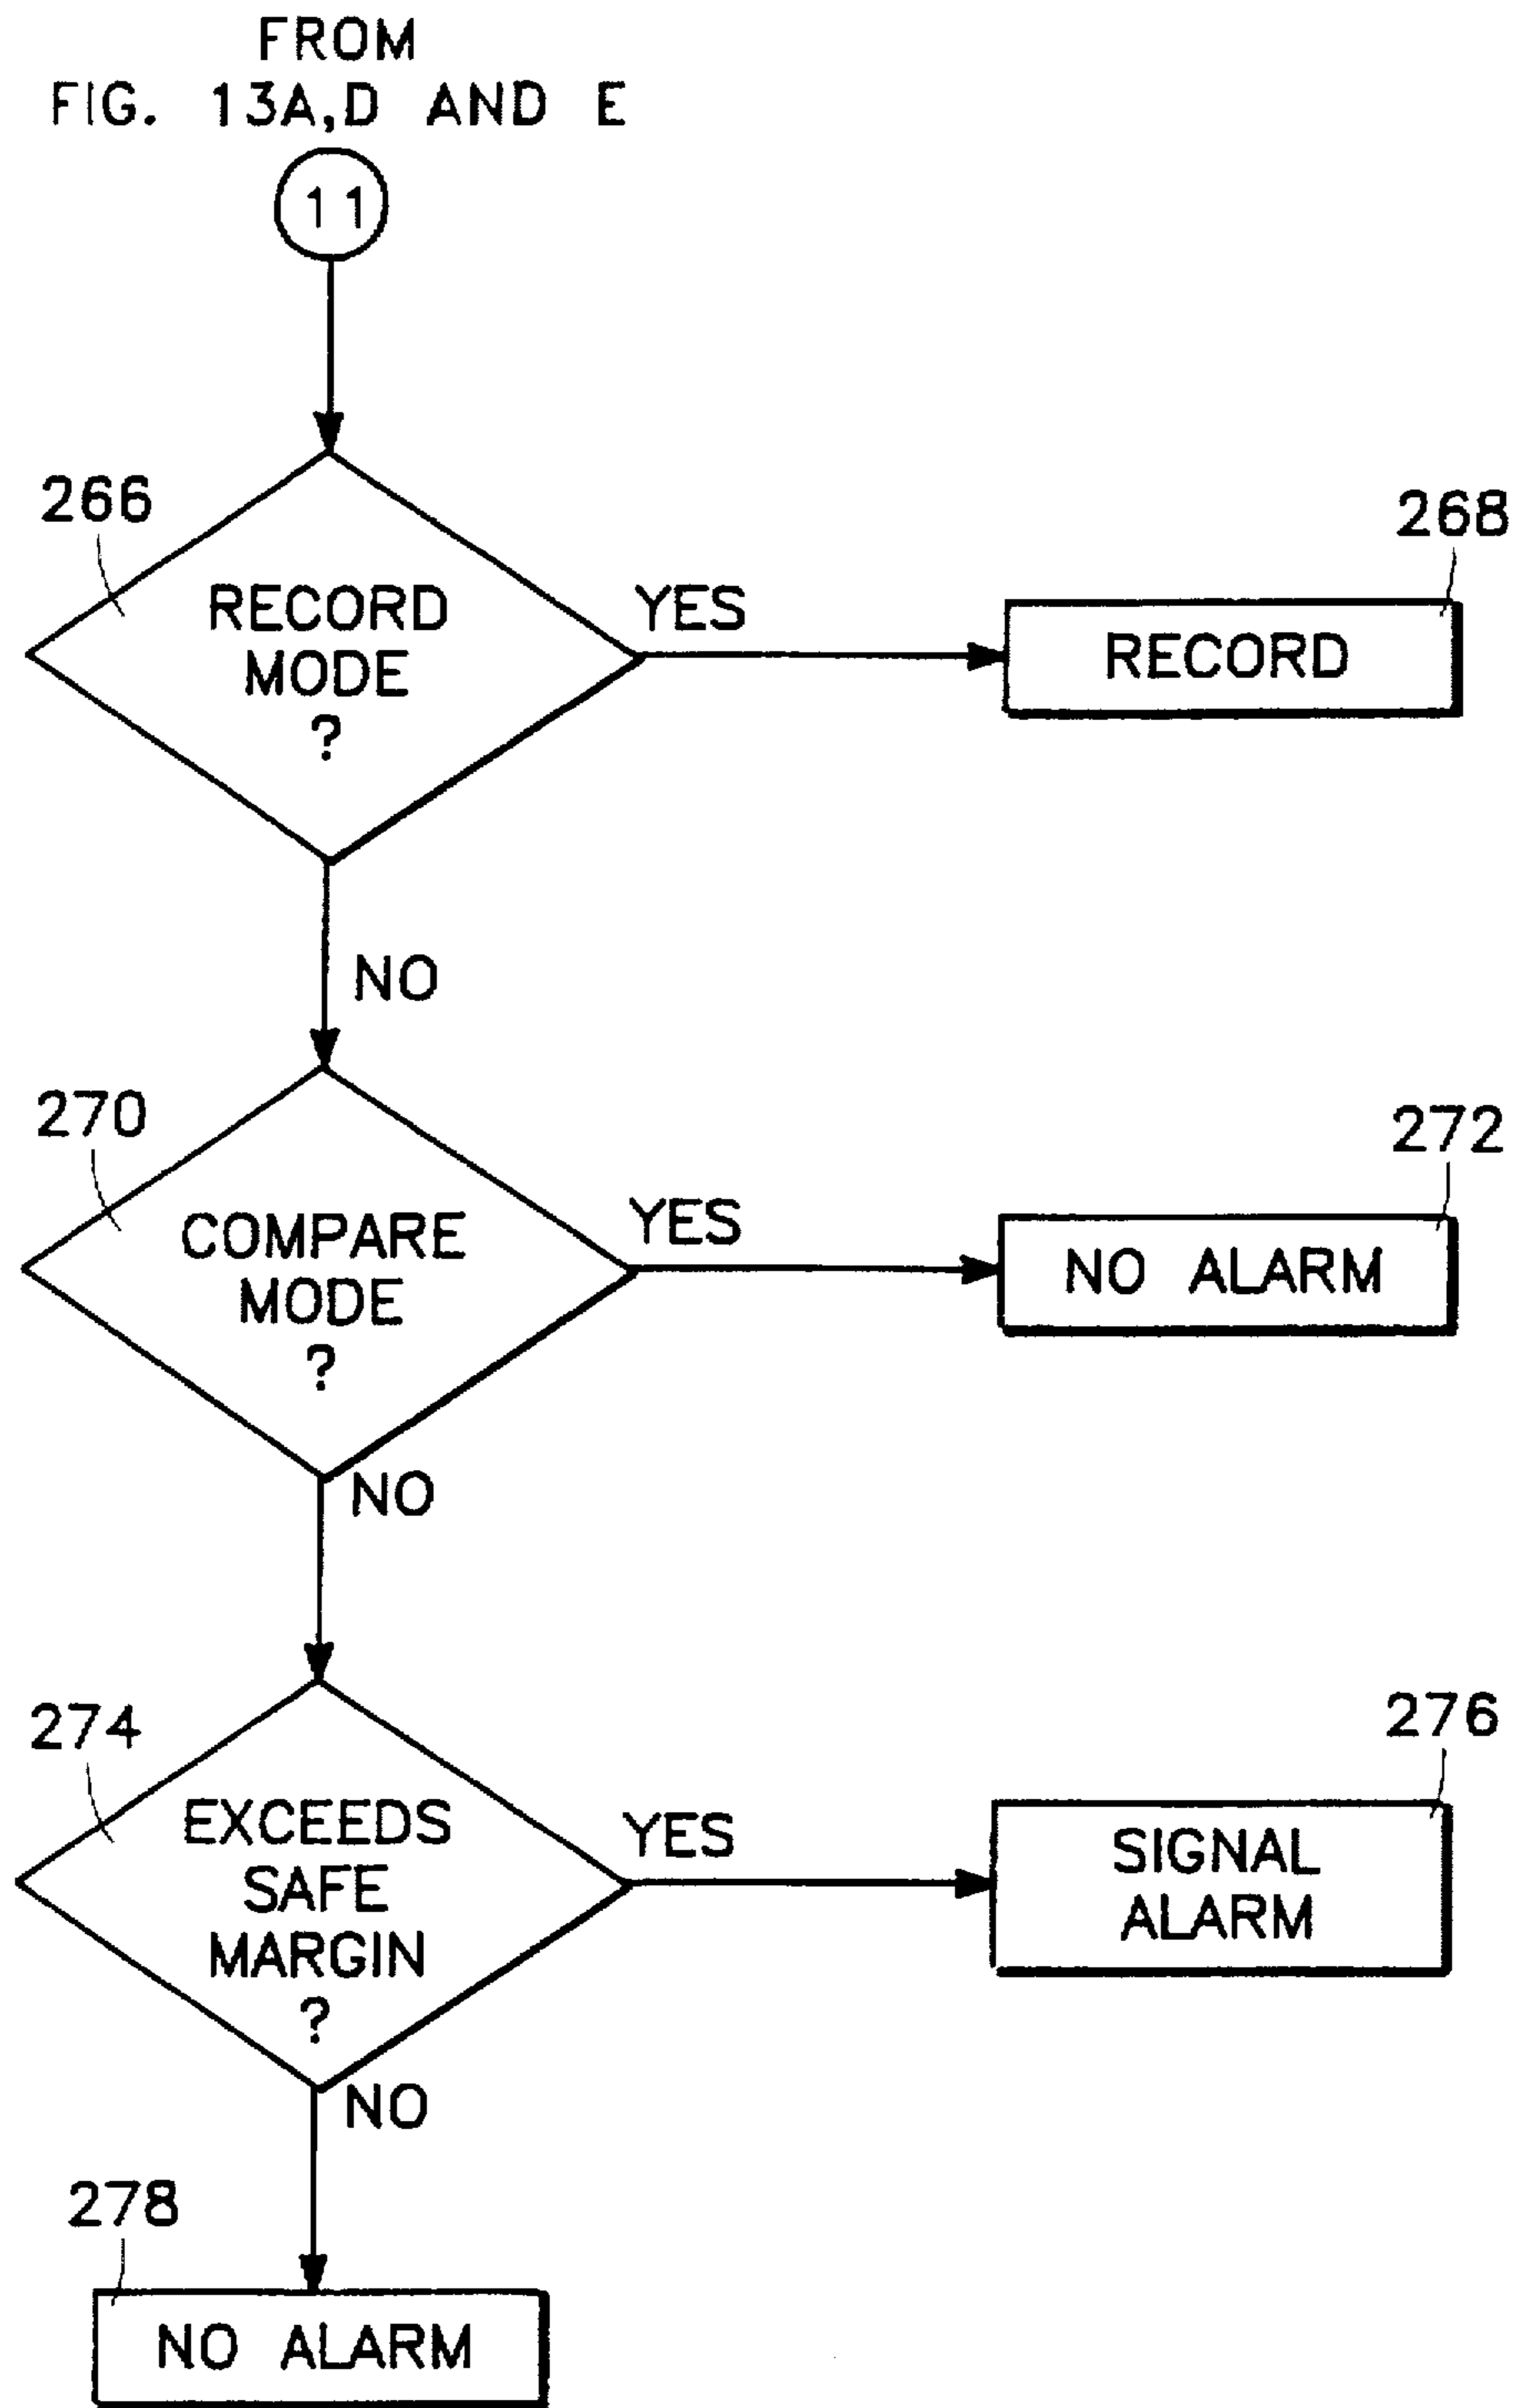 FROM
FIG. 13A,D AND E
11
266
RECORD
MODE
?
YES
268
RECORD
NO
270
COMPARE
MODE
?
YES
272
NO ALARM
NO
274
EXCEEDS
SAFE
MARGIN
?
YES
276
SIGNAL
ALARM
NO
278
NO ALARM